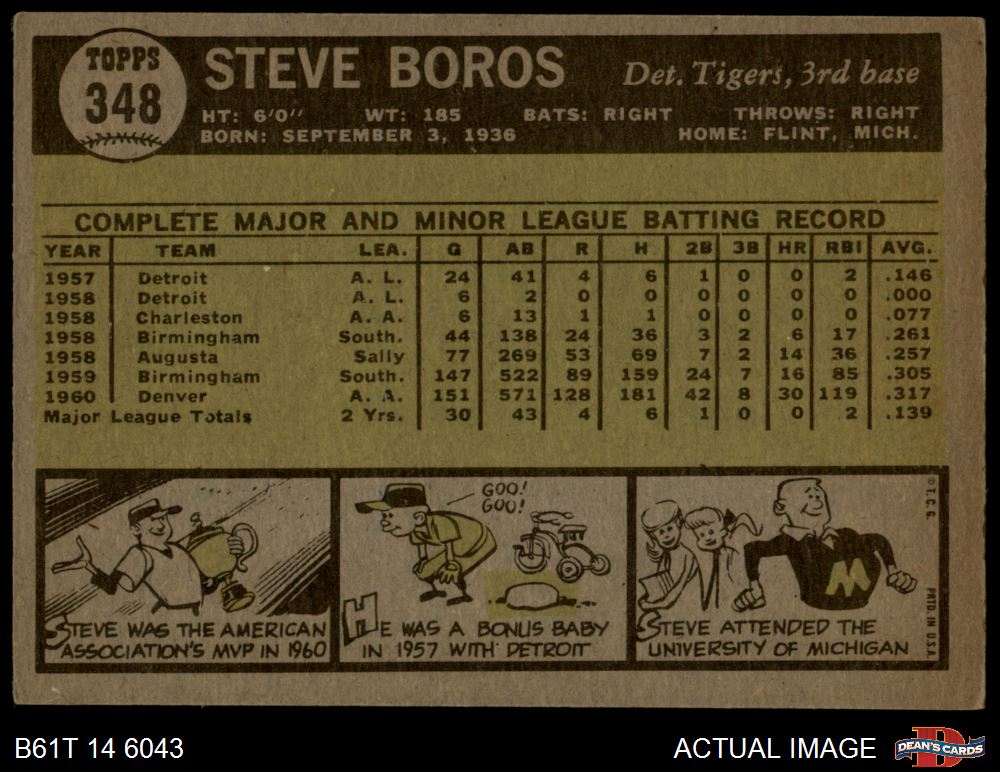 TOPPS
348
STEVE BOROS
Det. Tigers, 3rd base
HT: 6'0" WT: 185 BATS: RIGHT THROWS: RIGHT
BORN: SEPTEMBER 3, 1936 HOME: FLINT, MICH.
COMPLETE MAJOR AND MINOR LEAGUE BATTING RECORD
YEAR TEAM LEA. G AB R H 2B 3B HR RBI AVG.
1957 Detroit A. L. 24 41 4 6 1 0 0 2 .146
1958 Detroit A. L. 6 2 0 0 0 0 0 0 .000
1958 Charleston A. A. 6 13 1 1 0 0 0 0 .077
1958 Birmingham South. 44 138 24 36 3 2 6 17 .261
1958 Augusta Sally 77 269 53 69 7 2 14 36 .257
1959 Birmingham South. 147 522 89 159 24 7 16 85 .305
1960 Denver A. A. 151 571 128 181 42 8 30 119 .317
Major League Totals 2 Yrs. 30 43 4 6 1 0 0 2 .139
STEVE WAS THE AMERICAN
ASSOCIATION'S MVP IN 1960
GOO!
GOO!
HE WAS A BONUS BABY
IN 1957 WITH DETROIT
M
STEVE ATTENDED THE
UNIVERSITY OF MICHIGAN
© T. C. G.
PRTD. IN U.S.A.
B61T 14 6043
ACTUAL IMAGE
D
DEAN'S CARDS